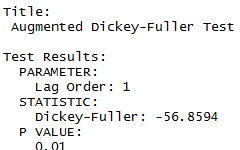 Title:
Augmented Dickey-Fuller Test
Test Results:
PARAMETER:
Lag Order: 1
STATISTIC:
Dickey-Fuller: -56.8594
P VALUE:
0.01